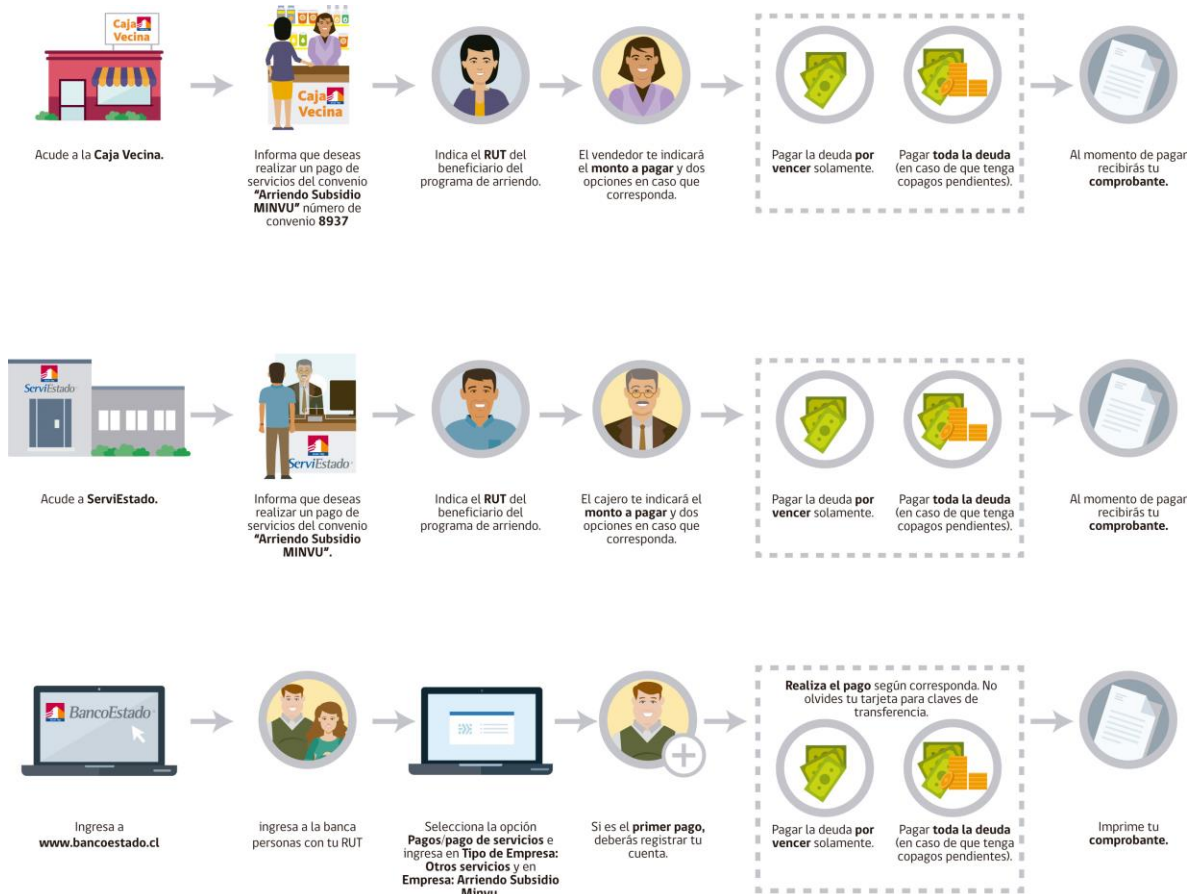 Caja
Vecina
Caja
Vecina
Acude a la Caja Vecina.
Informa que deseas
realizar un pago de
servicios del convenio
“Arriendo Subsidio
MINVU” número de
convenio 8937
Indica el RUT del
beneficiario del
programa de arriendo.
El vendedor te indicará
el monto a pagar y dos
opciones en caso que
corresponda.
Pagar la deuda por
vencer solamente.
Pagar toda la deuda
(en caso de que tenga
copagos pendientes).
Al momento de pagar
recibirás tu
comprobante.
ServiEstado
ServiEstado
Acude a ServiEstado.
Informa que deseas
realizar un pago de
servicios del convenio
“Arriendo Subsidio
MINVU”.
Indica el RUT del
beneficiario del
programa de arriendo.
El cajero te indicará el
monto a pagar y dos
opciones en caso que
corresponda.
Pagar la deuda por
vencer solamente.
Pagar toda la deuda
(en caso de que tenga
copagos pendientes).
Al momento de pagar
recibirás tu
comprobante.
BancoEstado
Ingresa a
www.bancoestado.cl
ingresa a la banca
personas con tu RUT
Selecciona la opción
Pagos/pago de servicios e
ingresa en Tipo de Empresa:
Otros servicios y en
Empresa: Arriendo Subsidio
Minvu
Si es el primer pago,
deberás registrar tu
cuenta.
Realiza el pago según corresponda. No
olvides tu tarjeta para claves de
transferencia.
Pagar la deuda por
vencer solamente.
Pagar toda la deuda
(en caso de que tenga
copagos pendientes).
Imprime tu
comprobante.